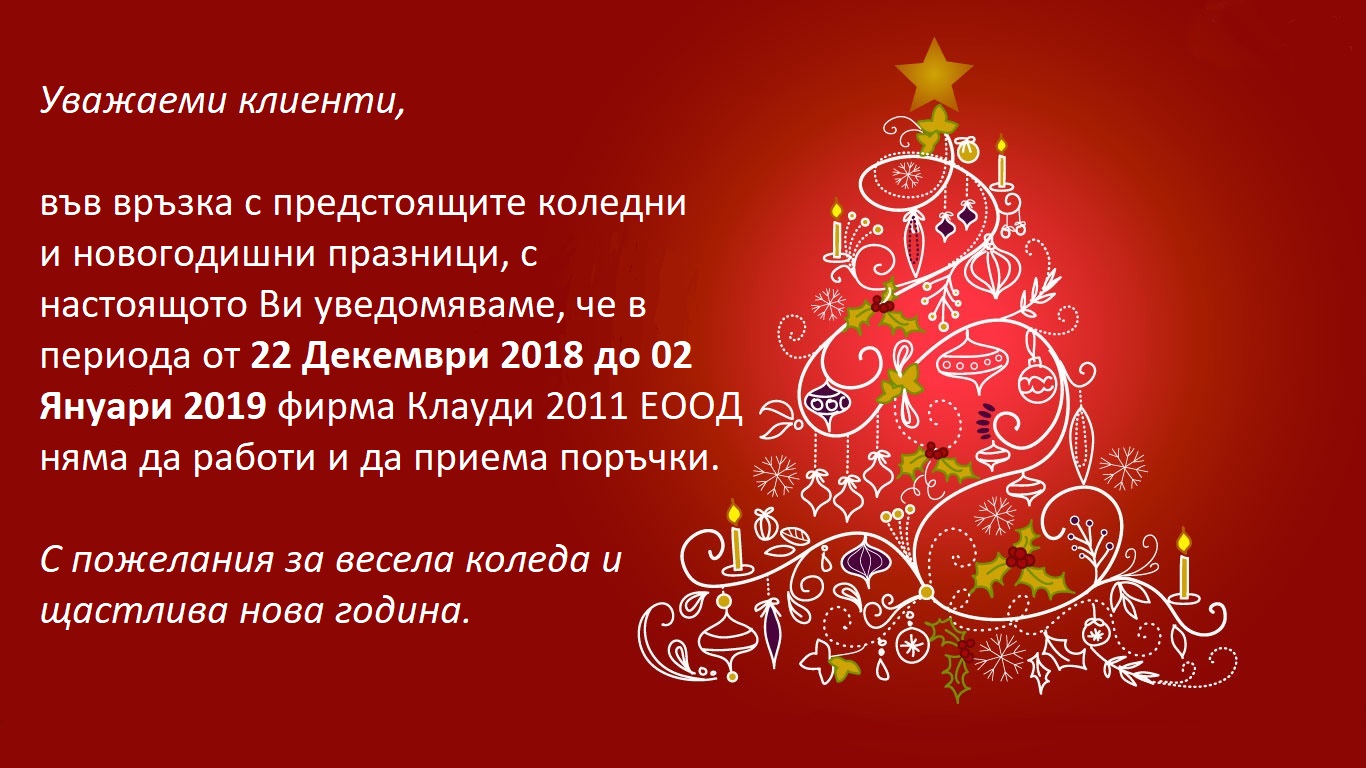 Уважаеми клиенти,
във връзка с предстоящите коледни
и новогодишни празници, с
настоящото Ви уведомяваме, че в
периода от 22 Декември 2018 до 02
Януари 2019 фирма Клауди 2011 ЕООД
няма да работи и да приема поръчки.
С пожелания за весела коледа и
щастлива нова година.